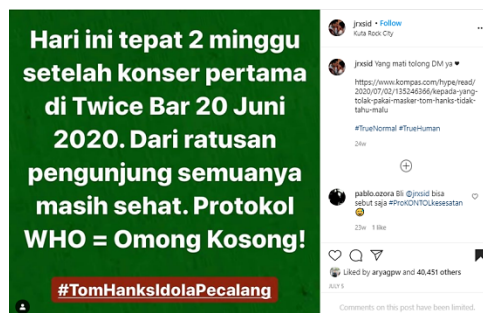 Hari ini tepat 2 minggu
setelah konser pertama
di Twice Bar 20 Juni
2020. Dari ratusan
pengunjung semuanya
masih sehat. Protokol
WHO = Omong Kosong!
#TomHanksIdolaPecalang
jrxsid • Follow
Kuta Rock City
jrxsid Yang mati tolong DM ya ♥
https://www.kompas.com/hype/read/
2020/07/02/135246366/kepada-yang-
tolak-pakai-masker-tom-hanks-tidak-
tahu-malu
#TrueNormal #TrueHuman
24w
pablo.ozora Bli @jrxsid bisa
sebut saja #ProKONTOLkesesatan
😄
23w 1 like
Liked by aryagpw and 40,451 others
JULY 5
Comments on this post have been limited.